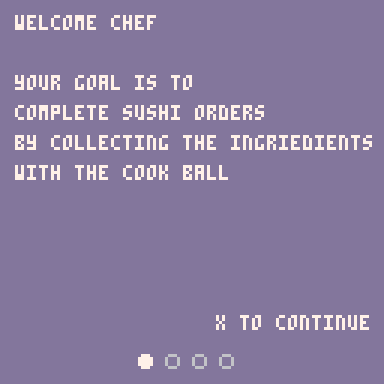 WELCOME CHEF
YOUR GOAL IS TO
COMPLETE SUSHI ORDERS
BY COLLECTING THE INGRIEDIENTS
WITH THE COOK BALL
X TO CONTINUE